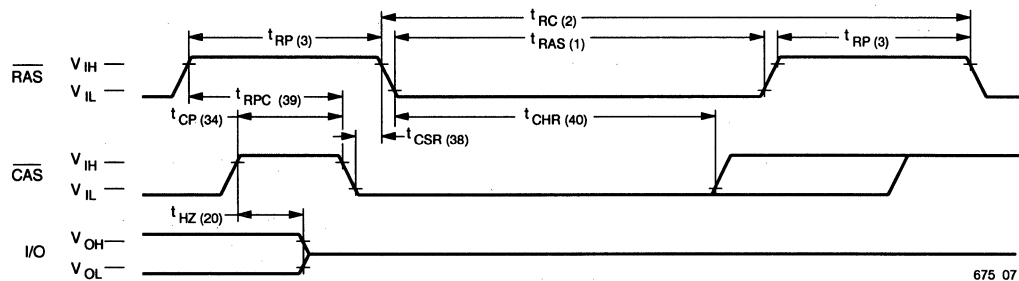 t RC (2)
t RP (3)
t RAS (1)
t RP (3)
RAS
V IH
V IL
t RPC (39)
t CP (34)
t CHR (40)
t CSR (38)
CAS
V IH
V IL
t HZ (20)
I/O
V OH
V OL
675 07